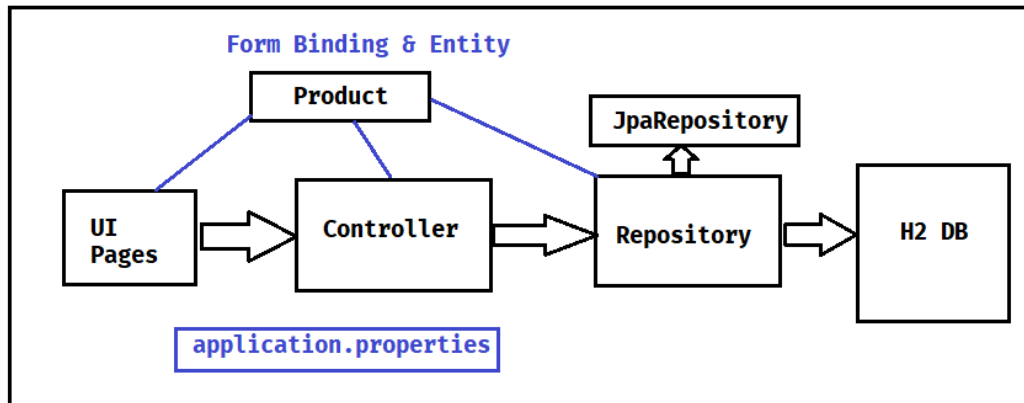 Form Binding & Entity
Product
JpaRepository
UI
Pages
Controller
Repository
H2 DB
application.properties